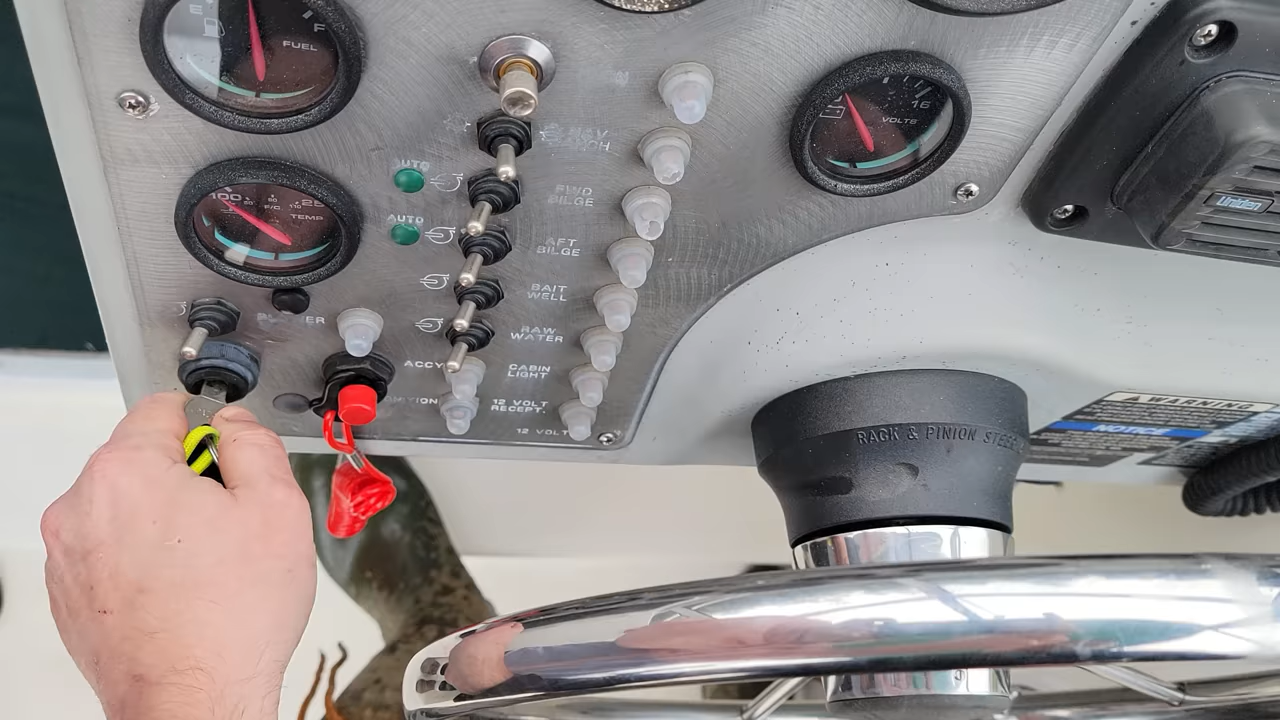 E
F
FUEL
16
VOLTS
AUTO
FWD
BILGE
Uniden
100
F/C
TEMP
AUTO
AFT
BILGE
BAIT
WELL
RAW
WATER
ACCY
CABIN
LIGHT
12 VOLT
RECEPT.
12 VOLT
RACK & PINION
WARNING
NOTICE